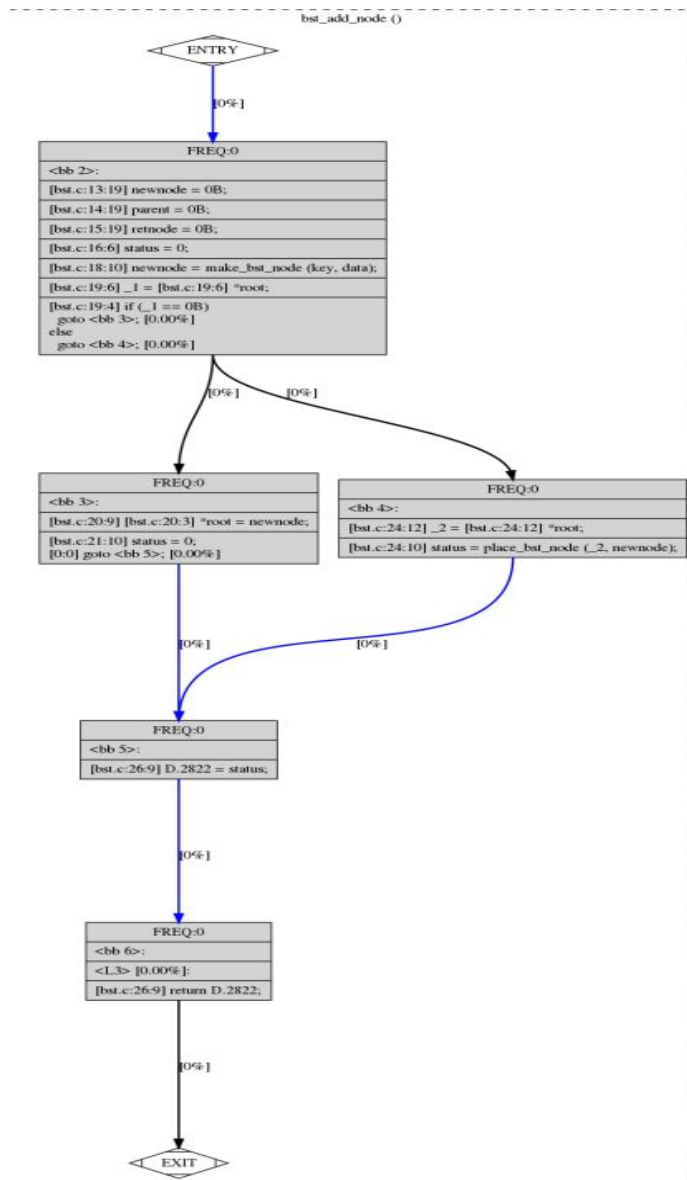 bst_add_node ()
ENTRY
[0%]
FREQ:0
<bb 2>:
[bst.c:13:19] newnode = 0B;
[bst.c:14:19] parent = 0B;
[bst.c:15:19] retnode = 0B;
[bst.c:16:6] status = 0;
[bst.c:18:10] newnode = make_bst_node (key, data);
[bst.c:19:6] _1 = [bst.c:19:6] *root;
[bst.c:19:4] if (_1 == 0B)
goto <bb 3>; [0.00%]
else
goto <bb 4>; [0.00%]
[0%]
[0%]
FREQ:0
<bb 3>:
[bst.c:20:9] [bst.c:20:3] *root = newnode;
[bst.c:21:10] status = 0;
[0:0] goto <bb 5>; [0.00%]
FREQ:0
<bb 4>:
[bst.c:24:12] _2 = [bst.c:24:12] *root;
[bst.c:24:10] status = place_bst_node (_2, newnode);
[0%]
[0%]
FREQ:0
<bb 5>:
[bst.c:26:9] D.2822 = status;
[0%]
FREQ:0
<bb 6>:
<L3> [0.00%]:
[bst.c:26:9] return D.2822;
[0%]
EXIT